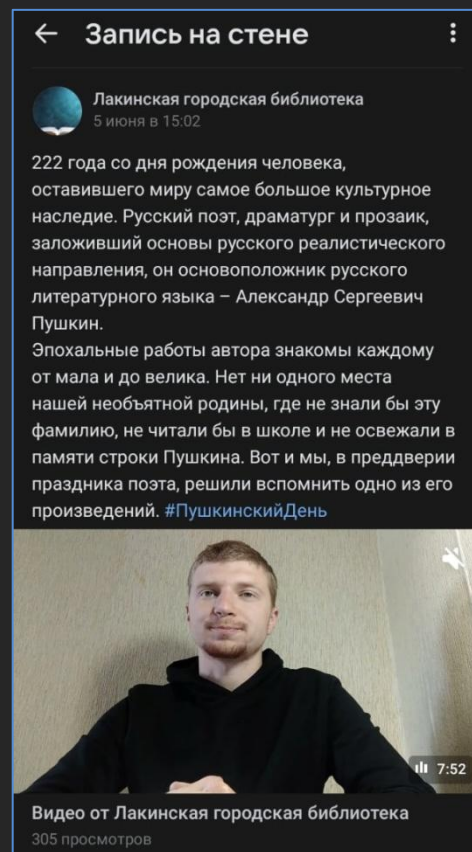 Запись на стене
Лакинская городская библиотека
5 июня в 15:02
222 года со дня рождения человека,
оставившего миру самое большое культурное
наследие. Русский поэт, драматург и прозаик,
заложивший основы русского реалистического
направления, он основоположник русского
литературного языка – Александр Сергеевич
Пушкин.
Эпохальные работы автора знакомы каждому
от мала и до велика. Нет ни одного места
нашей необъятной родины, где не знали бы эту
фамилию, не читали бы в школе и не освежали в
памяти строки Пушкина. Вот и мы, в преддверии
праздника поэта, решили вспомнить одно из его
произведений. #ПушкинскийДень
7:52
Видео от Лакинская городская библиотека
305 просмотров